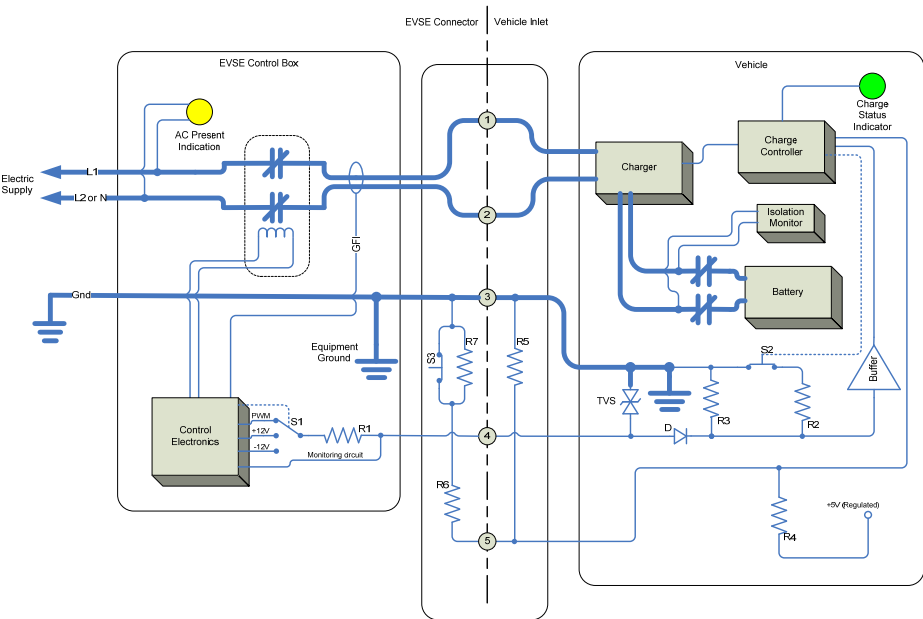 EVSE Connector
Vehicle Inlet
EVSE Control Box
Vehicle
AC Present
Indication
Charge
Status
Indicator
Charge
Controller
Charger
Electric
Supply
L1
L2 or N
1
2
Isolation
Monitor
GFI
Battery
Gnd
3
Equipment
Ground
S3
R7
R5
S2
Buffer
TVS
R3
R2
Control
Electronics
PWM
+12V
-12V
S1
R1
Monitoring circuit
4
D
R6
+5V (Regulated)
R4
5